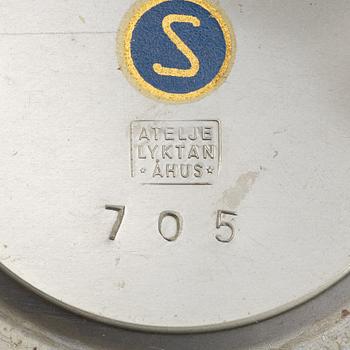 S
ATELJE
LYKTAN
*ÅHUS*
705